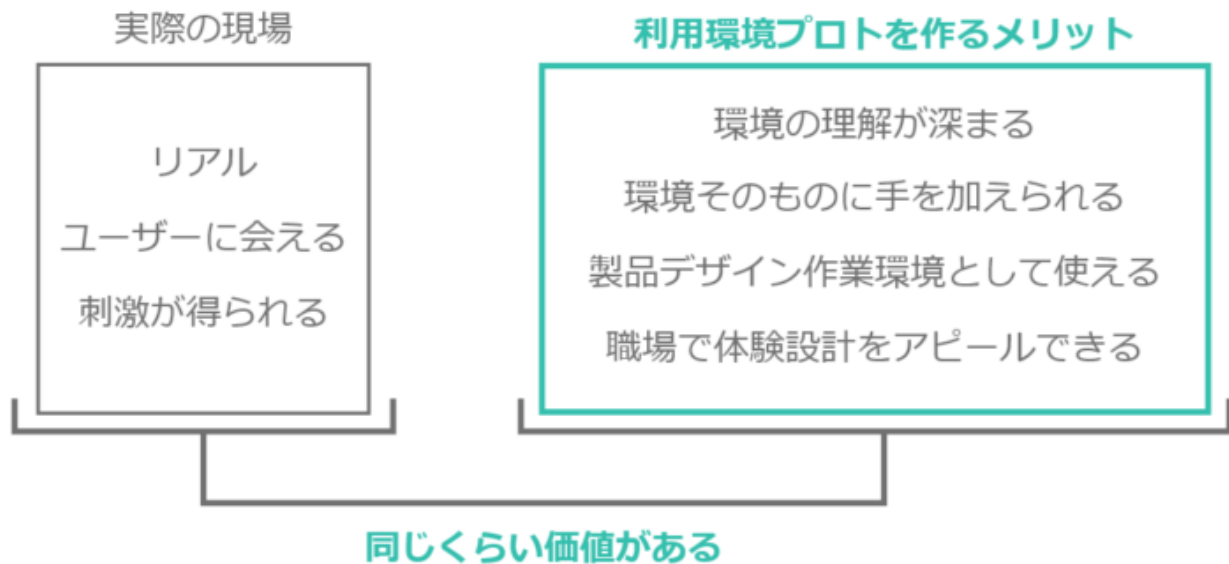 実際の現場
リアル
ユーザーに会える
刺激が得られる
利用環境プロトを作るメリット
環境の理解が深まる
環境そのものに手を加えられる
製品デザイン作業環境として使える
職場で体験設計をアピールできる
同じくらい価値がある